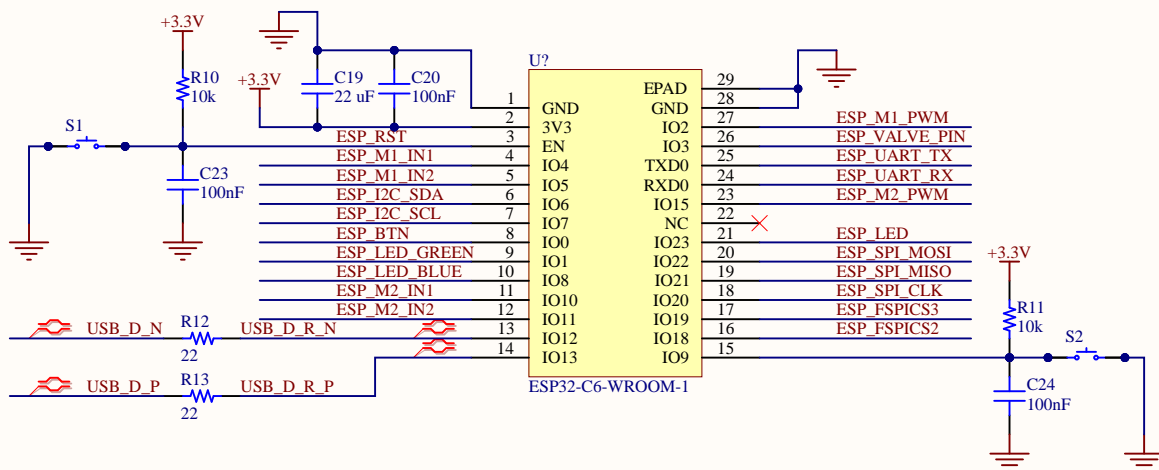 +3.3V
R10
10k
S1
C23
100nF
+3.3V
C19
22 uF
C20
100nF
U?
1 GND
2 3V3
ESP_RST 3 EN
ESP_M1_IN1 4 IO4
ESP_M1_IN2 5 IO5
ESP_I2C_SDA 6 IO6
ESP_I2C_SCL 7 IO7
ESP_BTN 8 IO0
ESP_LED_GREEN 9 IO1
ESP_LED_BLUE 10 IO8
ESP_M2_IN1 11 IO10
ESP_M2_IN2 12 IO11
USB_D_N R12 22 USB_D_R_N 13 IO12
14 IO13
USB_D_P R13 22 USB_D_R_P
EPAD 29
GND 28
IO2 27 ESP_M1_PWM
IO3 26 ESP_VALVE_PIN
TXD0 25 ESP_UART_TX
RXD0 24 ESP_UART_RX
IO15 23 ESP_M2_PWM
NC 22
IO23 21 ESP_LED
IO22 20 ESP_SPI_MOSI
IO21 19 ESP_SPI_MISO
IO20 18 ESP_SPI_CLK
IO19 17 ESP_FSPICS3
IO18 16 ESP_FSPICS2
IO9 15
ESP32-C6-WROOM-1
+3.3V
R11
10k
S2
C24
100nF